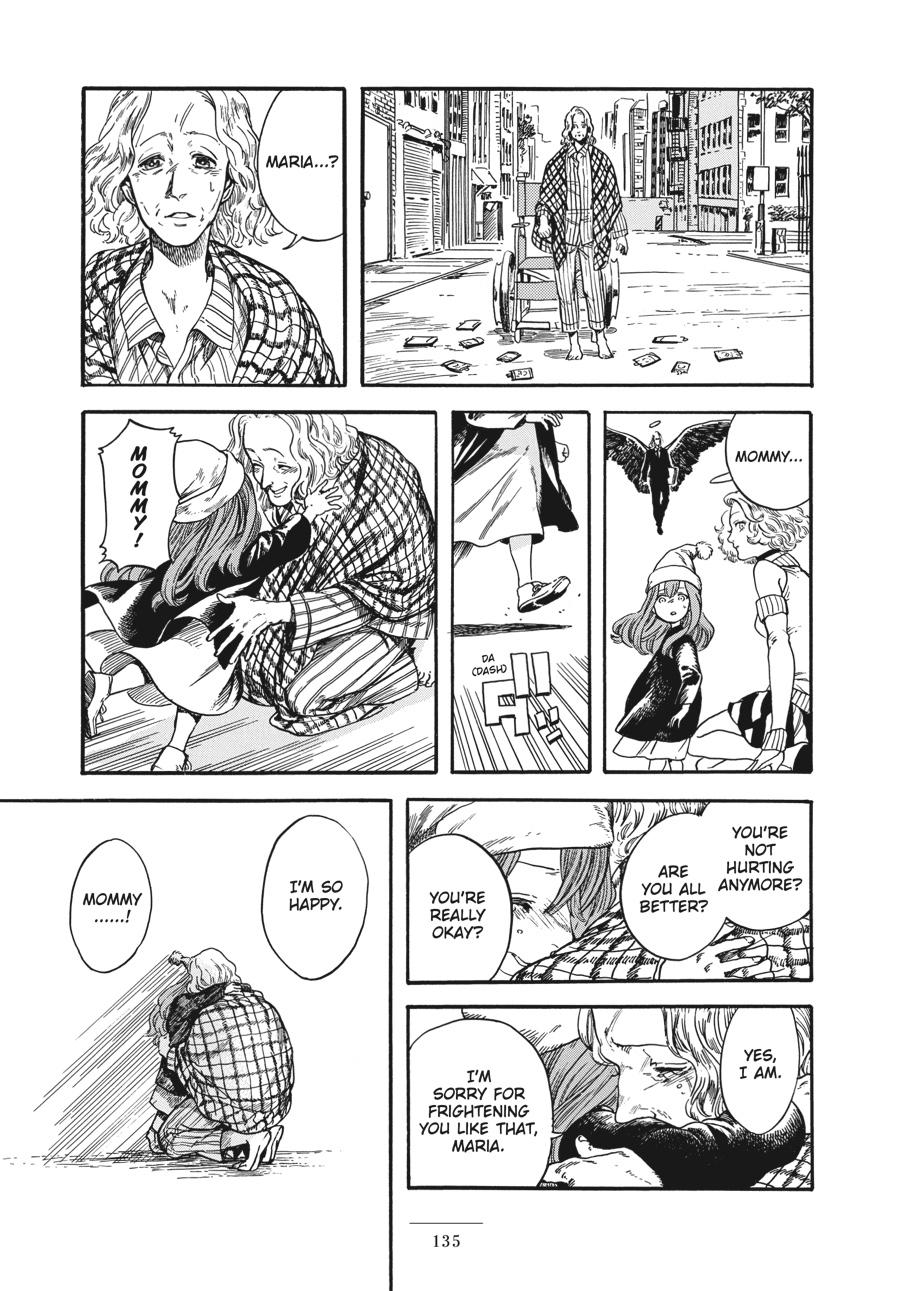 MARIA...?
MOMMY...
DA
(DASH)
MOMMY!
YOU'RE
NOT
HURTING
ANYMORE?
ARE
YOU ALL
BETTER?
YOU'RE
REALLY
OKAY?
YES,
I AM.
I'M
SORRY FOR
FRIGHTENING
YOU LIKE THAT,
MARIA.
I'M SO
HAPPY.
MOMMY
......!
135